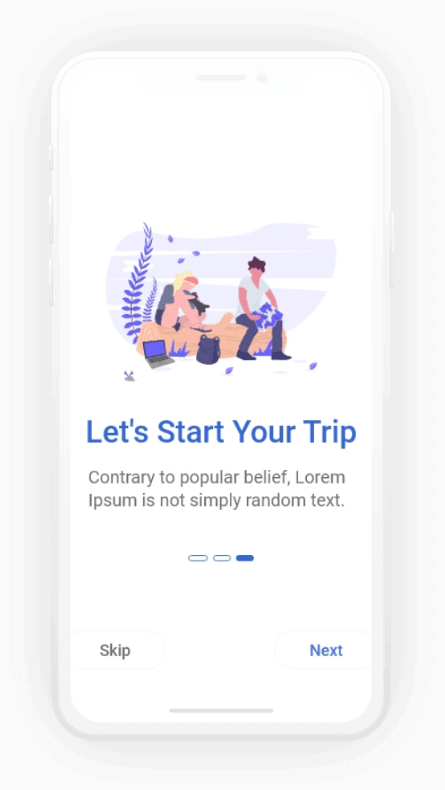 Let's Start Your Trip
Contrary to popular belief, Lorem
Ipsum is not simply random text.
Skip
Next